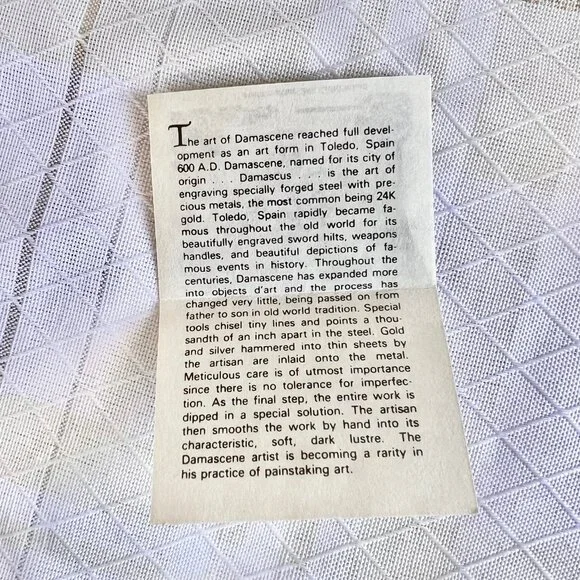 The art of Damascene reached full devel-
opment as an art form in Toledo, Spain
600 A.D. Damascene, named for its city of
origin . . . . Damascus . . . is the art of
engraving specially forged steel with pre-
cious metals, the most common being 24K
gold. Toledo, Spain rapidly became fa-
mous throughout the old world for its
beautifully engraved sword hilts, weapons
handles, and beautiful depictions of fa-
mous events in history. Throughout the
centuries, Damascene has expanded more
into objects d'art and the process has
changed very little, being passed on from
father to son in old world tradition. Special
tools chisel tiny lines and points a thou-
sandth of an inch apart in the steel. Gold
and silver hammered into thin sheets by
the artisan are inlaid onto the metal.
Meticulous care is of utmost importance
since there is no tolerance for imperfec-
tion. As the final step, the entire work is
dipped in a special solution. The artisan
then smooths the work by hand into its
characteristic, soft, dark lustre. The
Damascene artist is becoming a rarity in
his practice of painstaking art.